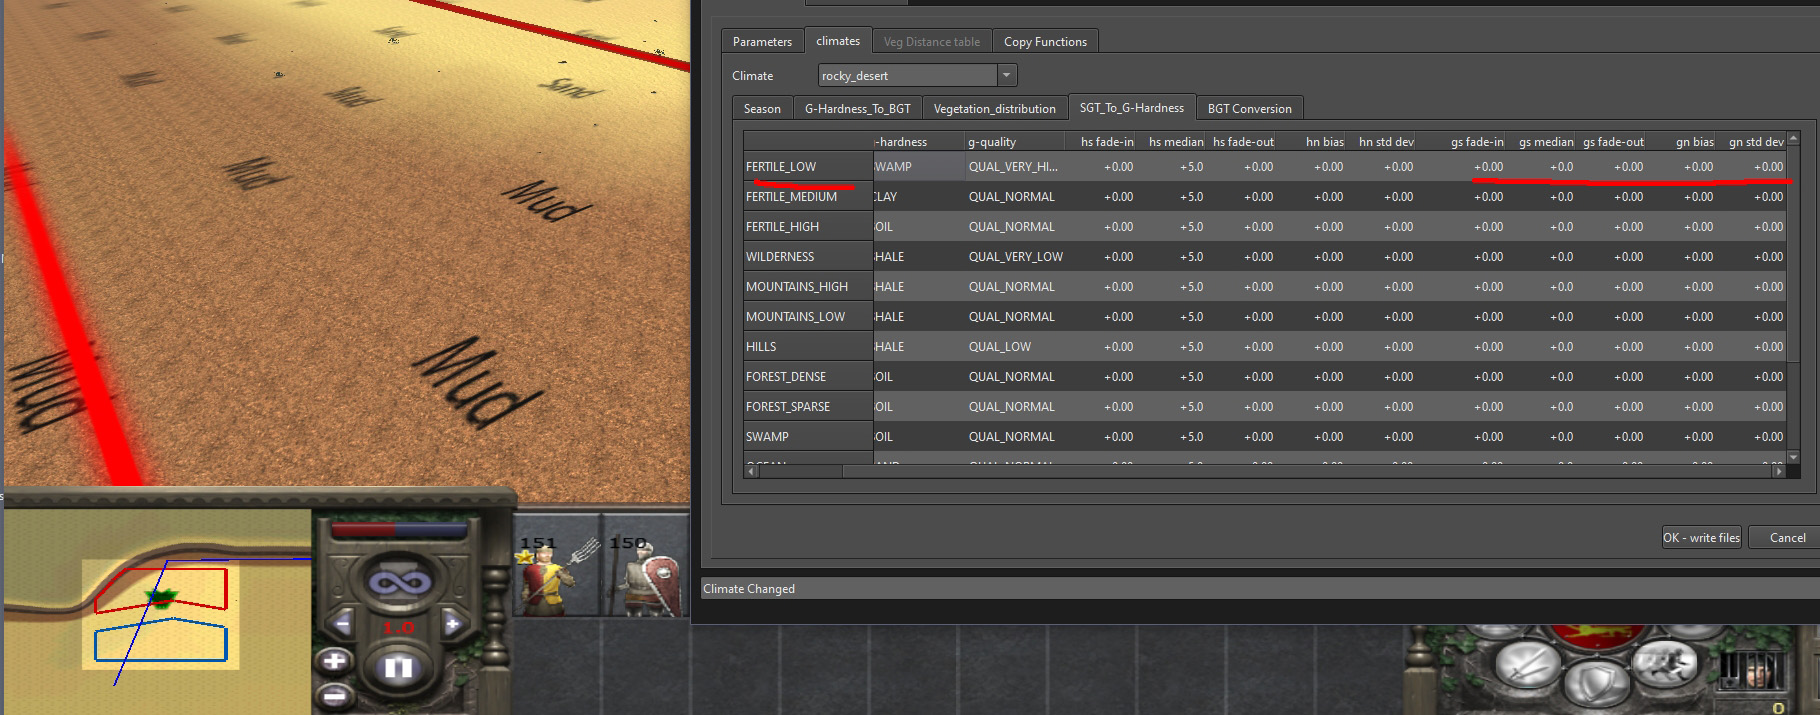 Mud
Mud
Sand
Mud
Mud
Mud
Mud
151
150
1.0
Parameters
climates
Veg Distance table
Copy Functions
Climate
rocky_desert
Season
G-Hardness_To_BGT
Vegetation_distribution
SGT_To_G-Hardness
BGT Conversion
-hardness g-quality hs fade-in hs median hs fade-out hn bias hn std dev gs fade-in gs median gs fade-out gn bias gn std dev
FERTILE_LOW WAMP QUAL_VERY_HI... +0.00 +5.0 +0.00 +0.00 +0.00 +0.00 +0.0 +0.00 +0.00 +0.00
FERTILE_MEDIUM CLAY QUAL_NORMAL +0.00 +5.0 +0.00 +0.00 +0.00 +0.00 +0.0 +0.00 +0.00 +0.00
FERTILE_HIGH OIL QUAL_NORMAL +0.00 +5.0 +0.00 +0.00 +0.00 +0.00 +0.0 +0.00 +0.00 +0.00
WILDERNESS HALE QUAL_VERY_LOW +0.00 +5.0 +0.00 +0.00 +0.00 +0.00 +0.0 +0.00 +0.00 +0.00
MOUNTAINS_HIGH HALE QUAL_NORMAL +0.00 +5.0 +0.00 +0.00 +0.00 +0.00 +0.0 +0.00 +0.00 +0.00
MOUNTAINS_LOW HALE QUAL_NORMAL +0.00 +5.0 +0.00 +0.00 +0.00 +0.00 +0.0 +0.00 +0.00 +0.00
HILLS HALE QUAL_LOW +0.00 +5.0 +0.00 +0.00 +0.00 +0.00 +0.0 +0.00 +0.00 +0.00
FOREST_DENSE OIL QUAL_NORMAL +0.00 +5.0 +0.00 +0.00 +0.00 +0.00 +0.0 +0.00 +0.00 +0.00
FOREST_SPARSE OIL QUAL_NORMAL +0.00 +5.0 +0.00 +0.00 +0.00 +0.00 +0.0 +0.00 +0.00 +0.00
SWAMP OIL QUAL_NORMAL +0.00 +5.0 +0.00 +0.00 +0.00 +0.00 +0.0 +0.00 +0.00 +0.00
OK - write files
Cancel
Climate Changed
0